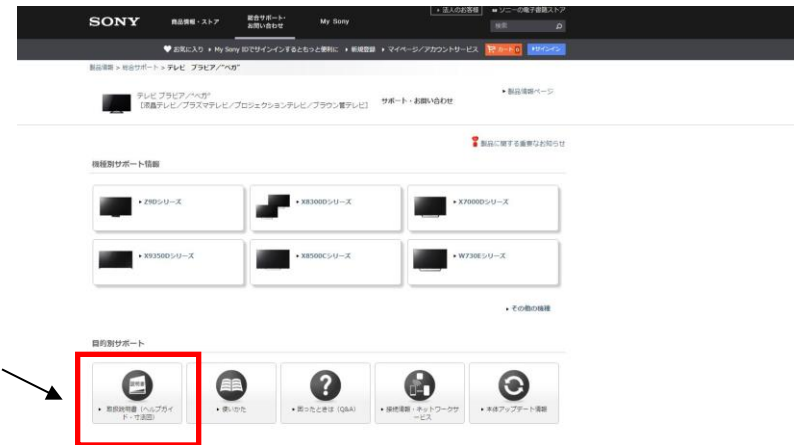 法人のお客様 ソニーの電子書籍ストア
SONY 商品情報・ストア 総合サポート・お問い合わせ My Sony 検索
お気に入り My Sony IDでサインインするともっと便利に 新規登録 マイページ/アカウントサービス カート 0 サインイン
製品情報 > 総合サポート > テレビ ブラビア/"ベガ"
テレビ ブラビア/"ベガ"
[液晶テレビ/プラズマテレビ/プロジェクションテレビ/ブラウン管テレビ]
サポート・お問い合わせ
製品情報ページ
製品に関する重要なお知らせ
機種別サポート情報
Z9Dシリーズ
X8300Dシリーズ
X7000Dシリーズ
X9350Dシリーズ
X8500Cシリーズ
W730Eシリーズ
その他の機種
目的別サポート
説明書
取扱説明書(ヘルプガイ
ド・寸法図)
使いかた
?
困ったときは(Q&A)
接続情報・ネットワークサ
ービス
本体アップデート情報